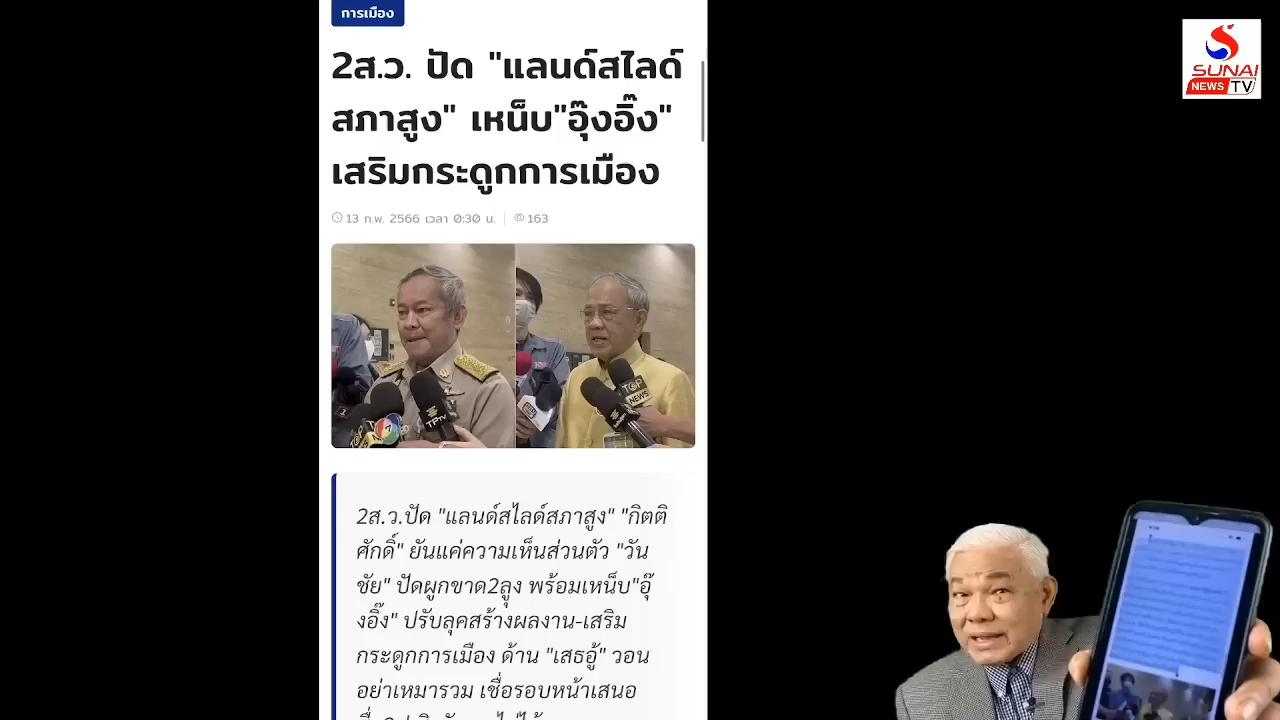 การเมือง
2ส.ว. ปัด "แลนด์สไลด์
สภาสูง" เหน็บ"อุ๊งอิ๊ง"
เสริมกระดูกการเมือง
13 ก.พ. 2566 เวลา 0:30 น. 163
TOP
NEWS
TPTV
7
2ส.ว.ปัด "แลนด์สไลด์สภาสูง" "กิตติ
ศักดิ์" ยันแค่ความเห็นส่วนตัว "วัน
ชัย" ปัดผูกขาด2ลุง พร้อมเหน็บ"อุ๊
งอิ๊ง" ปรับลุคสร้างผลงาน-เสริม
กระดูกการเมือง ด้าน "เสธอู้" วอน
อย่าเหมารวม เชื่อรอบหน้าเสนอ
SUNAI
NEWS TV